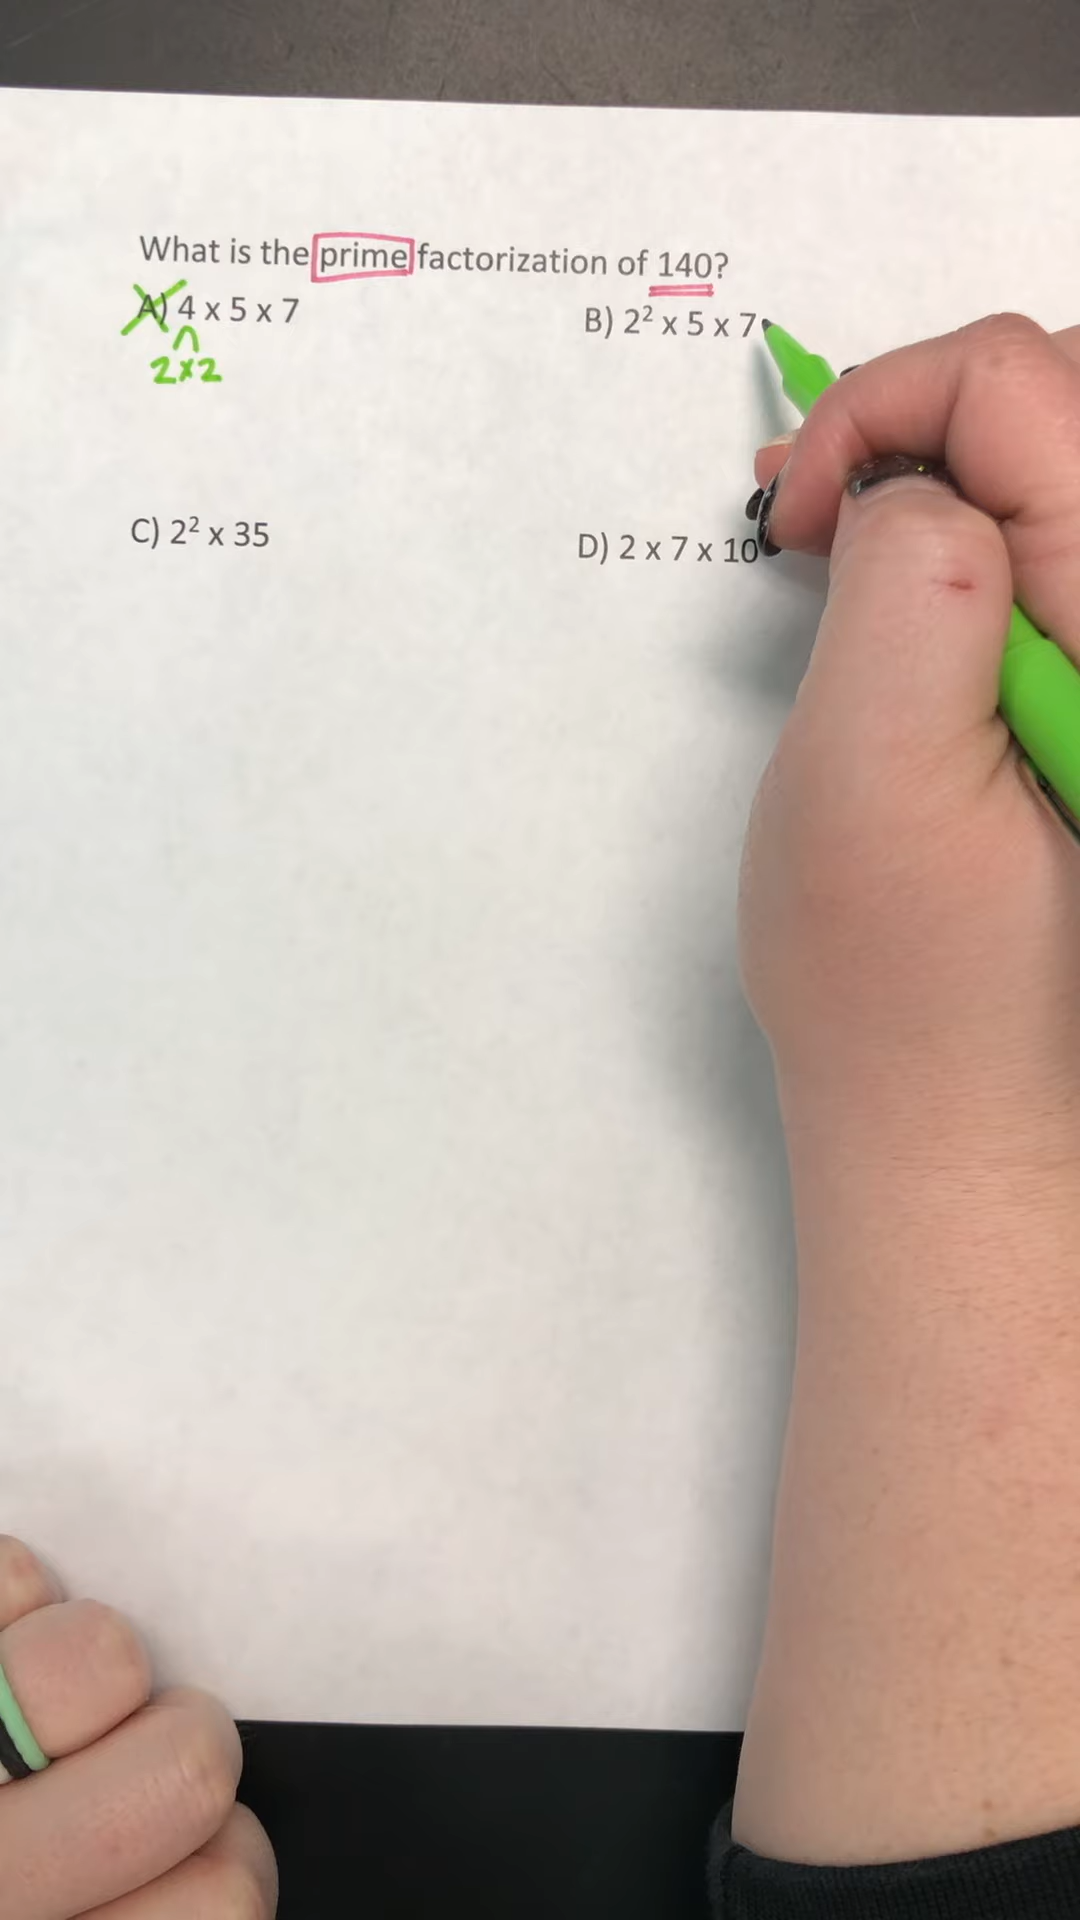 What is the prime factorization of 140?
A) 4 x 5 x 7
B) 2² x 5 x 7
2x2
C) 2² x 35
D) 2 x 7 x 10